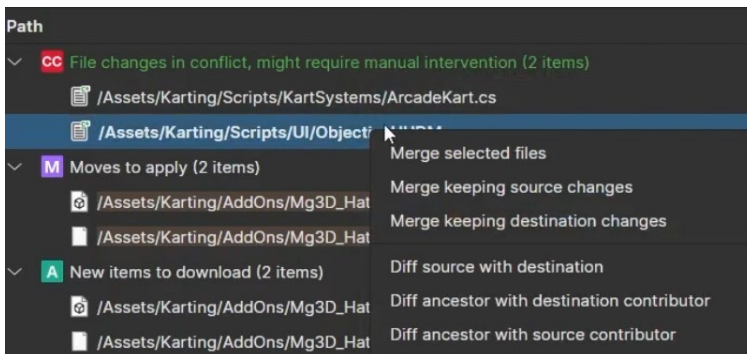 Path
CC File changes in conflict, might require manual intervention (2 items)
/Assets/Karting/Scripts/KartSystems/ArcadeKart.cs
/Assets/Karting/Scripts/UI/Objecti
Merge selected files
M Moves to apply (2 items)
Merge keeping source changes
/Assets/Karting/AddOns/Mg3D_Hat
Merge keeping destination changes
/Assets/Karting/AddOns/Mg3D_Hat
A New items to download (2 items)
Diff source with destination
/Assets/Karting/AddOns/Mg3D_Hat
Diff ancestor with destination contributor
/Assets/Karting/AddOns/Mg3D_Hat
Diff ancestor with source contributor